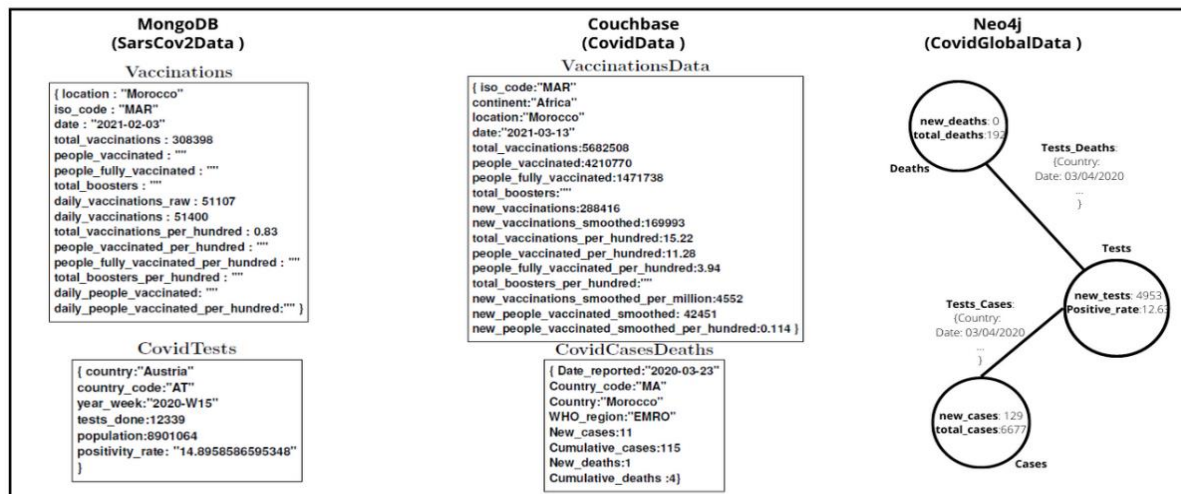 MongoDB
(SarsCov2Data )
Vaccinations
{ location : "Morocco"
iso_code : "MAR"
date : "2021-02-03"
total_vaccinations : 308398
people_vaccinated : ""
people_fully_vaccinated : ""
total_boosters : ""
daily_vaccinations_raw : 51107
daily_vaccinations : 51400
total_vaccinations_per_hundred : 0.83
people_vaccinated_per_hundred : ""
people_fully_vaccinated_per_hundred : ""
total_boosters_per_hundred : ""
daily_people_vaccinated: ""
daily_people_vaccinated_per_hundred:"" }
CovidTests
{ country:"Austria"
country_code:"AT"
year_week:"2020-W15"
tests_done:12339
population:8901064
positivity_rate: "14.8958586595348"
}
Couchbase
(CovidData )
VaccinationsData
{ iso_code:"MAR"
continent:"Africa"
location:"Morocco"
date:"2021-03-13"
total_vaccinations:5682508
people_vaccinated:4210770
people_fully_vaccinated:1471738
total_boosters:""
new_vaccinations:288416
new_vaccinations_smoothed:169993
total_vaccinations_per_hundred:15.22
people_vaccinated_per_hundred:11.28
people_fully_vaccinated_per_hundred:3.94
total_boosters_per_hundred:""
new_vaccinations_smoothed_per_million:4552
new_people_vaccinated_smoothed: 42451
new_people_vaccinated_smoothed_per_hundred:0.114 }
CovidCasesDeaths
{ Date_reported:"2020-03-23"
Country_code:"MA"
Country:"Morocco"
WHO_region:"EMRO"
New_cases:11
Cumulative_cases:115
New_deaths:1
Cumulative_deaths :4}
Neo4j
(CovidGlobalData )
new_deaths: 0
total_deaths:192
Deaths
Tests_Deaths:
{Country:
Date: 03/04/2020
...
}
Tests
new_tests: 4953
Positive_rate:12.63
Tests_Cases:
{Country:
Date: 03/04/2020
...
}
new_cases: 129
total_cases:6677
Cases